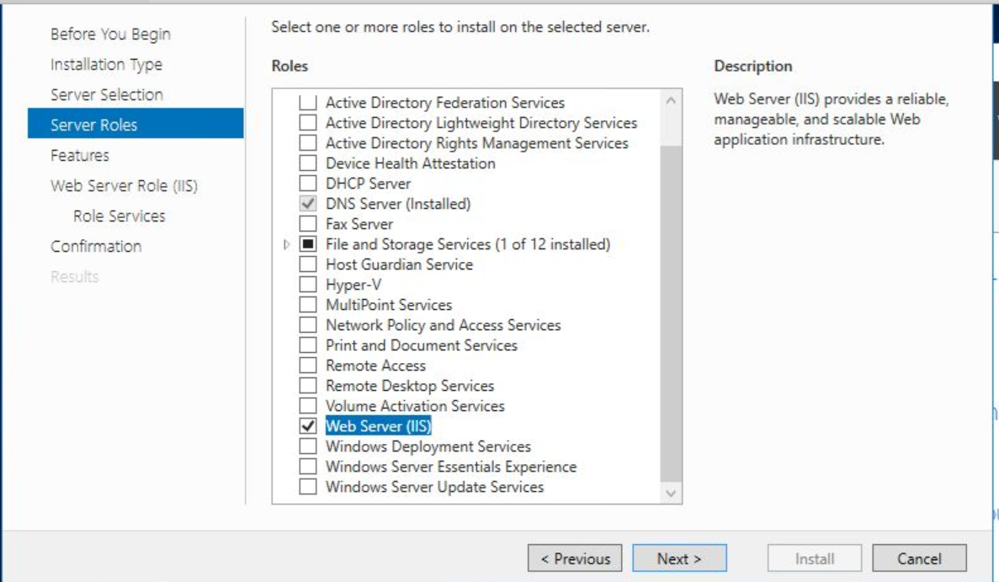 Before You Begin
Installation Type
Server Selection
Server Roles
Features
Web Server Role (IIS)
Role Services
Confirmation
Results
Select one or more roles to install on the selected server.
Roles
Active Directory Federation Services
Active Directory Lightweight Directory Services
Active Directory Rights Management Services
Device Health Attestation
DHCP Server
DNS Server (Installed)
Fax Server
File and Storage Services (1 of 12 installed)
Host Guardian Service
Hyper-V
MultiPoint Services
Network Policy and Access Services
Print and Document Services
Remote Access
Remote Desktop Services
Volume Activation Services
Web Server (IIS)
Windows Deployment Services
Windows Server Essentials Experience
Windows Server Update Services
Description
Web Server (IIS) provides a reliable,
manageable, and scalable Web
application infrastructure.
< Previous
Next >
Install
Cancel